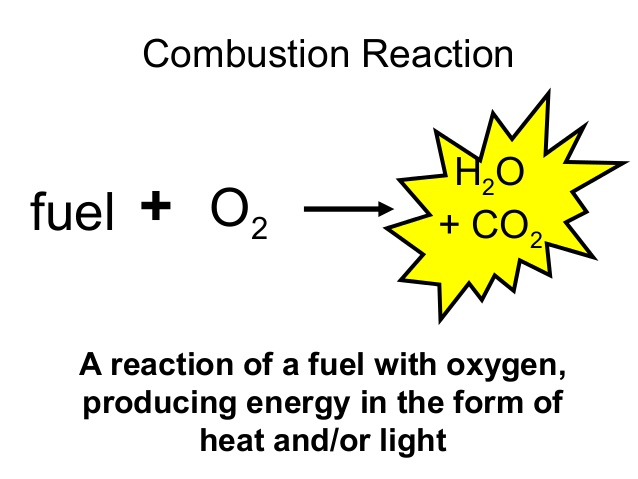 Combustion Reaction
fuel + O₂
H₂O
+ CO₂
A reaction of a fuel with oxygen,
producing energy in the form of
heat and/or light